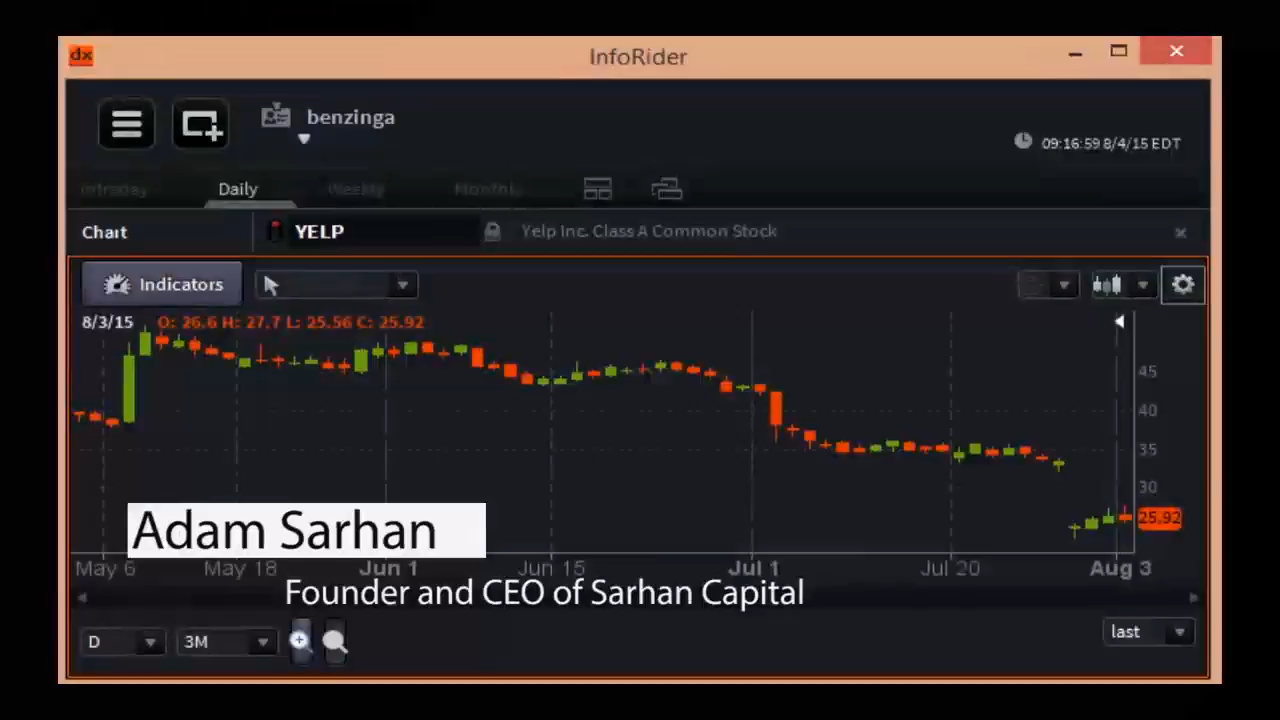 dx InfoRider
benzinga
09:16:59 8/4/15 EDT
Intraday Daily Weekly Monthly
Chart YELP Yelp Inc. Class A Common Stock
Indicators
8/3/15 O: 26.6 H: 27.7 L: 25.56 C: 25.92
45
40
35
30
25.92
Adam Sarhan
May 6 May 18 Jun 1 Jun 15 Jul 1 Jul 20 Aug 3
Founder and CEO of Sarhan Capital
D 3M last